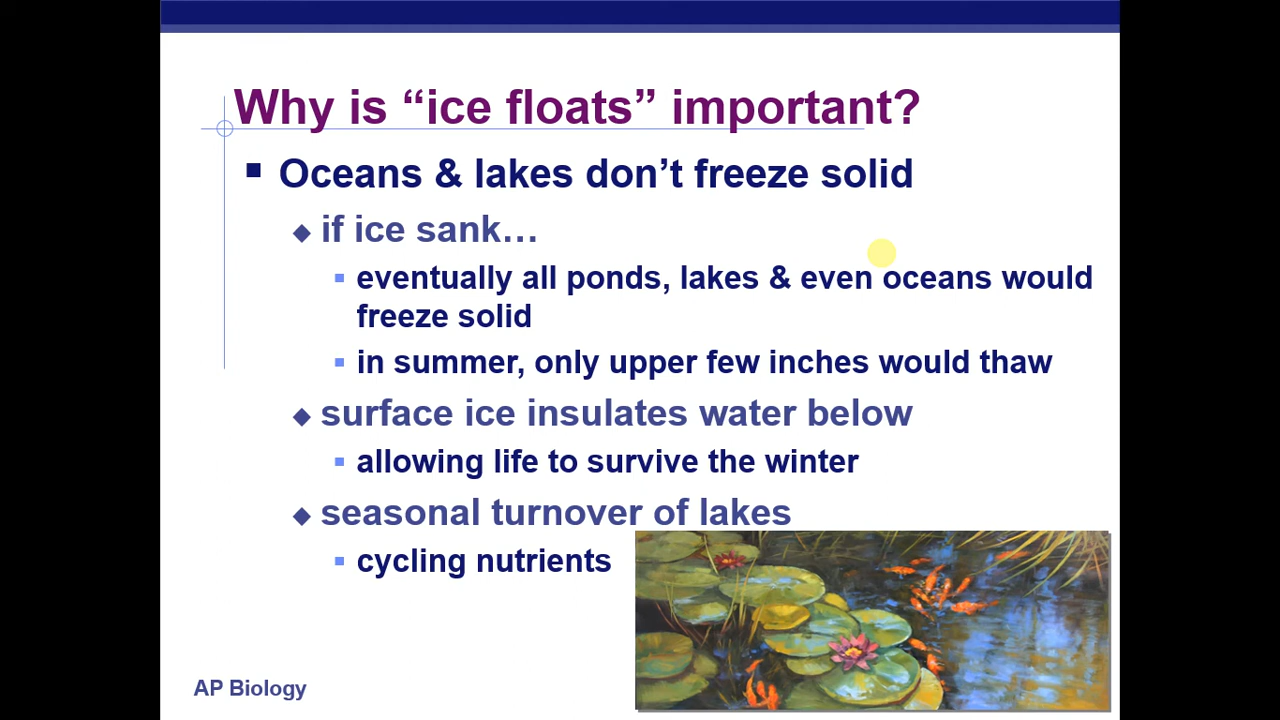 Why is “ice floats” important?
Oceans & lakes don’t freeze solid
if ice sank…
eventually all ponds, lakes & even oceans would
freeze solid
in summer, only upper few inches would thaw
surface ice insulates water below
allowing life to survive the winter
seasonal turnover of lakes
cycling nutrients
AP Biology